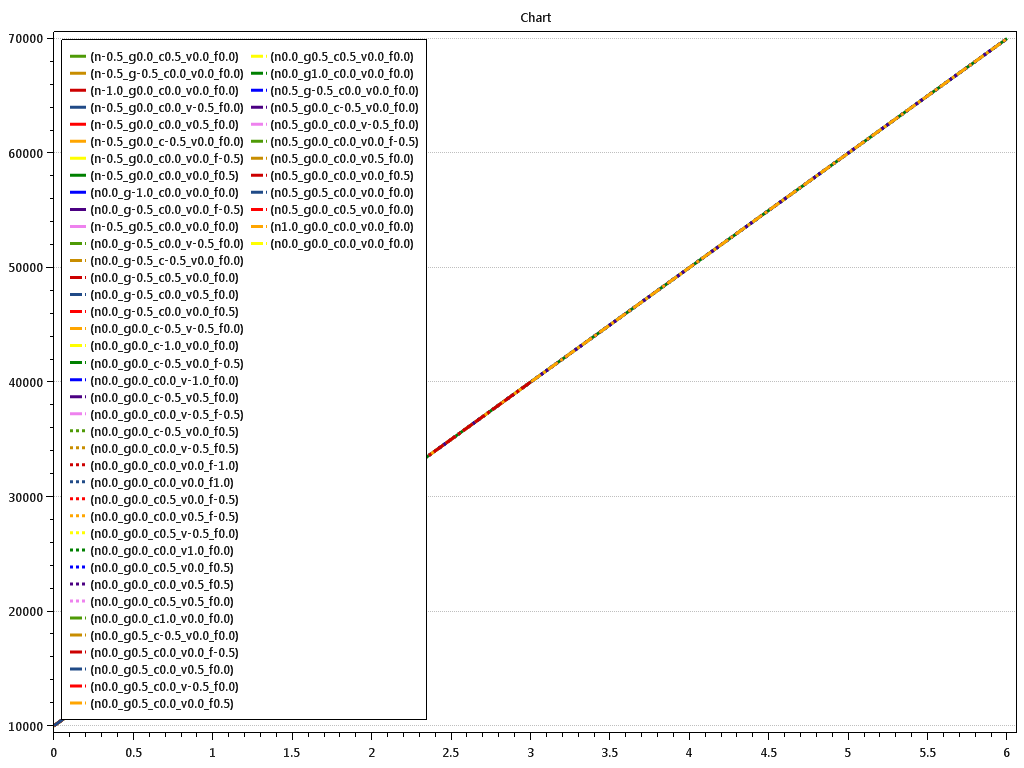 Chart
70000
60000
50000
40000
30000
20000
10000
(n-0.5_g0.0_c0.5_v0.0_f0.0)
(n-0.5_g-0.5_c0.0_v0.0_f0.0)
(n-1.0_g0.0_c0.0_v0.0_f0.0)
(n-0.5_g0.0_c0.0_v-0.5_f0.0)
(n-0.5_g0.0_c0.0_v0.5_f0.0)
(n-0.5_g0.0_c-0.5_v0.0_f0.0)
(n-0.5_g0.0_c0.0_v0.0_f-0.5)
(n-0.5_g0.0_c0.0_v0.0_f0.5)
(n0.0_g-1.0_c0.0_v0.0_f0.0)
(n0.0_g-0.5_c0.0_v0.0_f-0.5)
(n-0.5_g0.5_c0.0_v0.0_f0.0)
(n0.0_g-0.5_c0.0_v-0.5_f0.0)
(n0.0_g-0.5_c-0.5_v0.0_f0.0)
(n0.0_g-0.5_c0.5_v0.0_f0.0)
(n0.0_g-0.5_c0.0_v0.5_f0.0)
(n0.0_g-0.5_c0.0_v0.0_f0.5)
(n0.0_g0.0_c-0.5_v-0.5_f0.0)
(n0.0_g0.0_c-1.0_v0.0_f0.0)
(n0.0_g0.0_c-0.5_v0.0_f-0.5)
(n0.0_g0.0_c0.0_v-1.0_f0.0)
(n0.0_g0.0_c-0.5_v0.5_f0.0)
(n0.0_g0.0_c0.0_v-0.5_f-0.5)
(n0.0_g0.0_c-0.5_v0.0_f0.5)
(n0.0_g0.0_c0.0_v-0.5_f0.5)
(n0.0_g0.0_c0.0_v0.0_f-1.0)
(n0.0_g0.0_c0.0_v0.0_f1.0)
(n0.0_g0.0_c0.5_v0.0_f-0.5)
(n0.0_g0.0_c0.0_v0.5_f-0.5)
(n0.0_g0.0_c0.5_v-0.5_f0.0)
(n0.0_g0.0_c0.0_v1.0_f0.0)
(n0.0_g0.0_c0.5_v0.0_f0.5)
(n0.0_g0.0_c0.0_v0.5_f0.5)
(n0.0_g0.0_c0.5_v0.5_f0.0)
(n0.0_g0.0_c1.0_v0.0_f0.0)
(n0.0_g0.5_c-0.5_v0.0_f0.0)
(n0.0_g0.5_c0.0_v0.0_f-0.5)
(n0.0_g0.5_c0.0_v0.5_f0.0)
(n0.0_g0.5_c0.0_v-0.5_f0.0)
(n0.0_g0.5_c0.0_v0.0_f0.5)
(n0.0_g0.5_c0.5_v0.0_f0.0)
(n0.0_g1.0_c0.0_v0.0_f0.0)
(n0.5_g-0.5_c0.0_v0.0_f0.0)
(n0.5_g0.0_c-0.5_v0.0_f0.0)
(n0.5_g0.0_c0.0_v-0.5_f0.0)
(n0.5_g0.0_c0.0_v0.0_f-0.5)
(n0.5_g0.0_c0.0_v0.5_f0.0)
(n0.5_g0.0_c0.0_v0.0_f0.5)
(n0.5_g0.5_c0.0_v0.0_f0.0)
(n0.5_g0.0_c0.5_v0.0_f0.0)
(n1.0_g0.0_c0.0_v0.0_f0.0)
(n0.0_g0.0_c0.0_v0.0_f0.0)
0 0.5 1 1.5 2 2.5 3 3.5 4 4.5 5 5.5 6